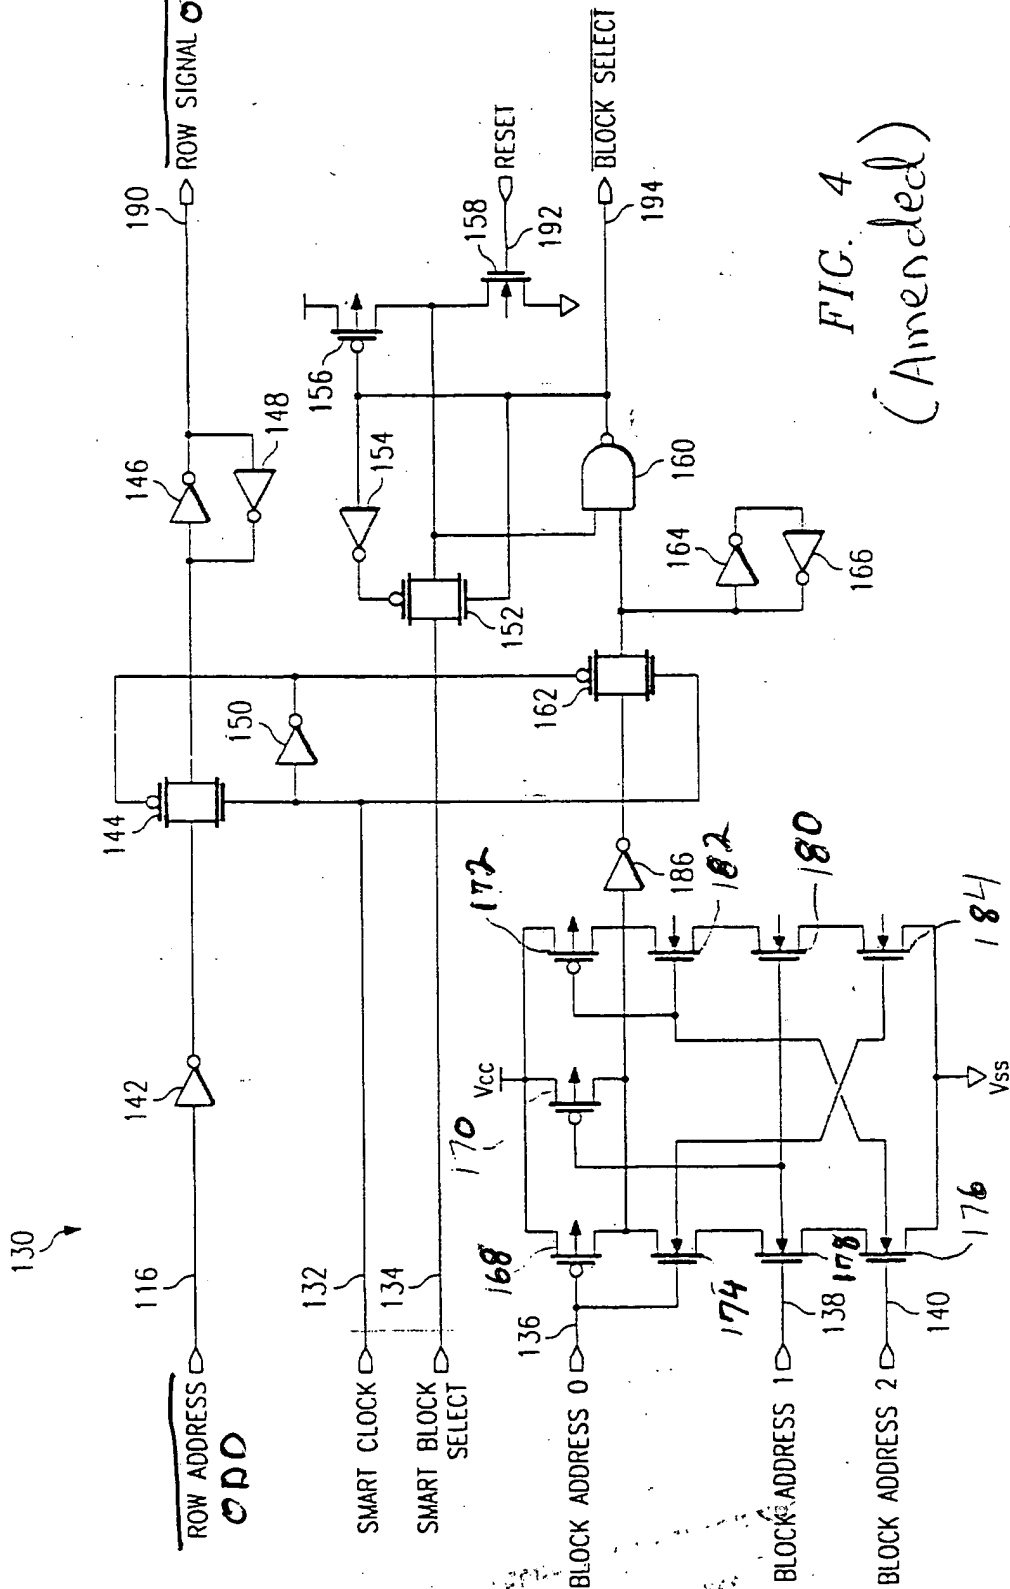 130
ROW ADDRESS
ODD
116
142
144
146
148
190
ROW SIGNAL O
SMART CLOCK
132
150
SMART BLOCK
SELECT
134
152
154
156
158
192
RESET
BLOCK ADDRESS 0
136
168
170
Vcc
172
186
162
164
166
160
194
BLOCK SELECT
174
182
BLOCK ADDRESS 1
138
178
180
BLOCK ADDRESS 2
140
176
184
Vss
FIG. 4
(Amended)